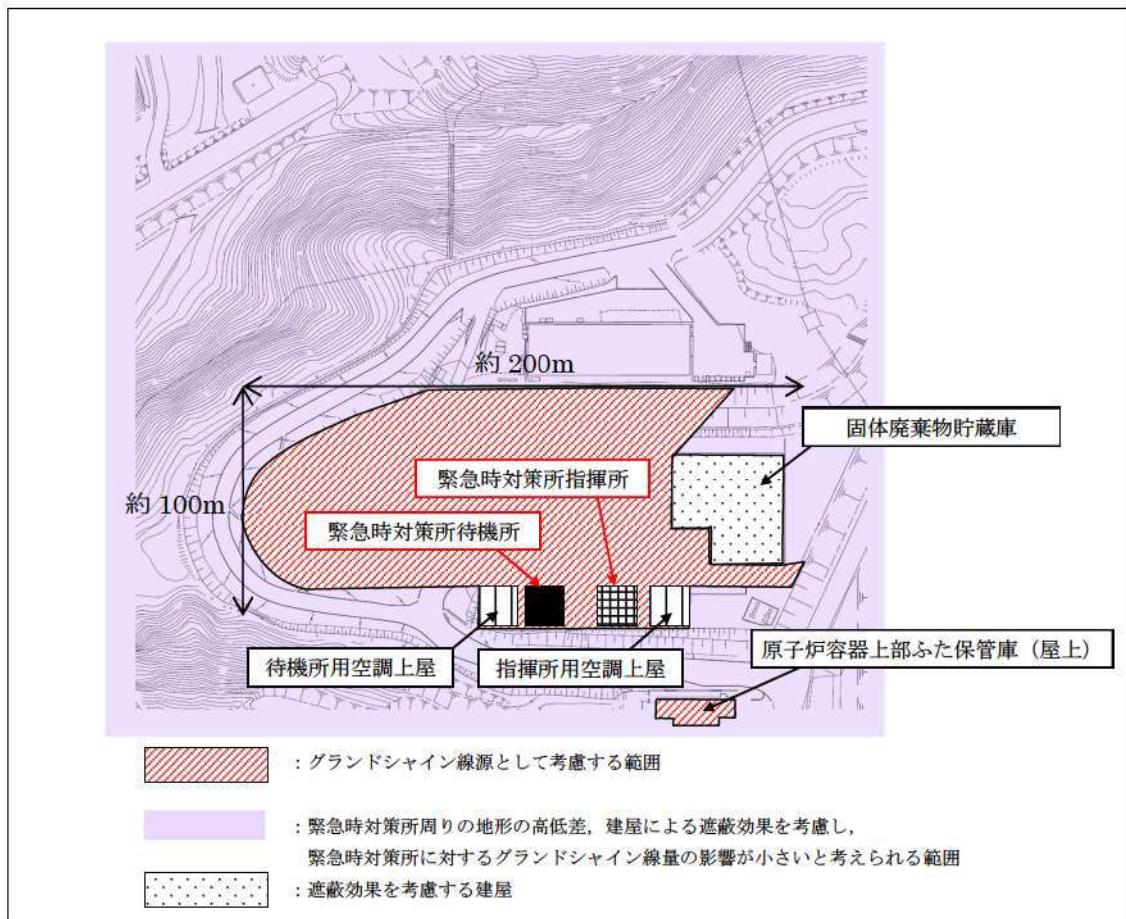 約 200m
固体廃棄物貯蔵庫
緊急時対策所指揮所
約 100m
緊急時対策所待機所
待機所用空調上屋
指揮所用空調上屋
原子炉容器上部ふた保管庫（屋上）
：グランドシャイン線源として考慮する範囲
：緊急時対策所周りの地形の高低差，建屋による遮蔽効果を考慮し，
緊急時対策所に対するグランドシャイン線量の影響が小さいと考えられる範囲
：遮蔽効果を考慮する建屋